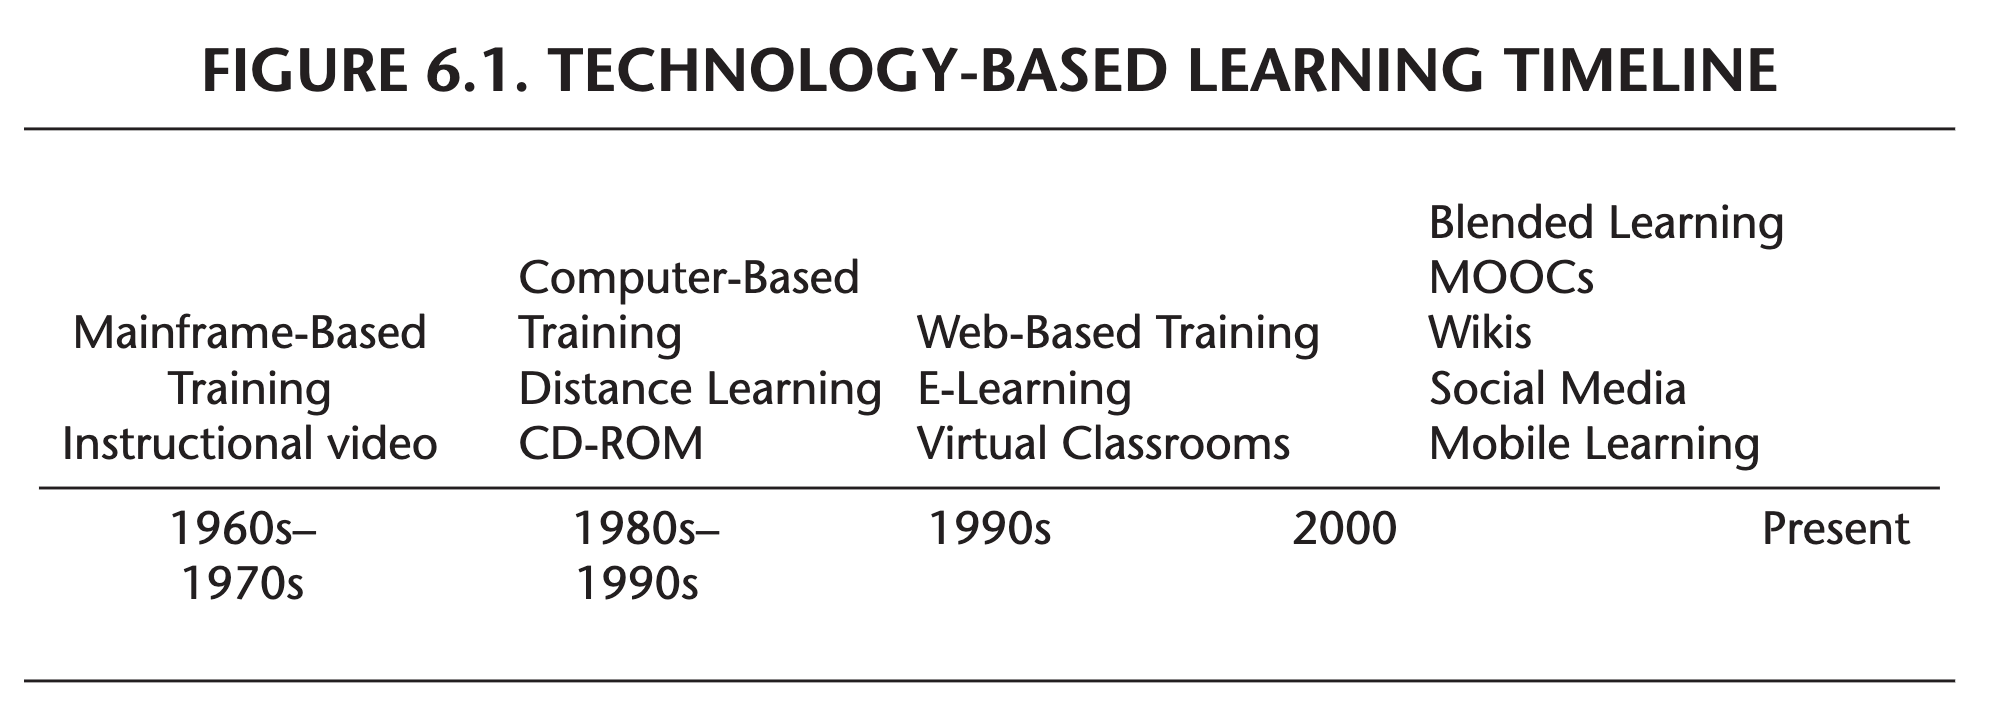 FIGURE 6.1. TECHNOLOGY-BASED LEARNING TIMELINE
Mainframe-Based
Training
Instructional video
Computer-Based
Training
Distance Learning
CD-ROM
Web-Based Training
E-Learning
Virtual Classrooms
Blended Learning
MOOCs
Wikis
Social Media
Mobile Learning
1960s–
1970s
1980s–
1990s
1990s
2000
Present